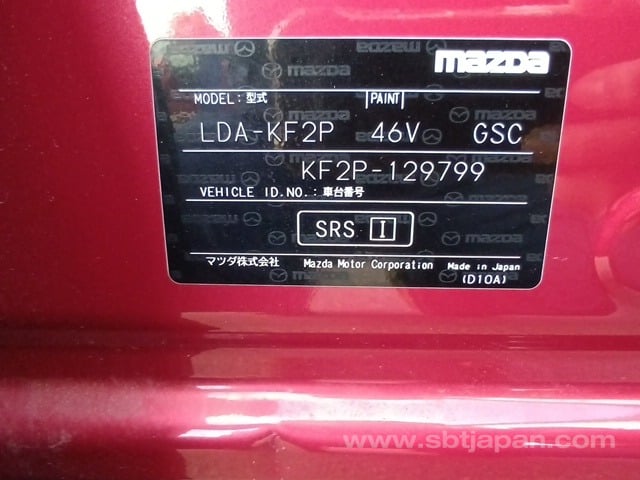 mazda
MODEL: 型式 PAINT
LDA-KF2P 46V GSC
KF2P-129799
VEHICLE ID.NO.: 車台番号
SRS I
マツダ株式会社 Mazda Motor Corporation Made in Japan
(D10A)
www.sbtjapan.com